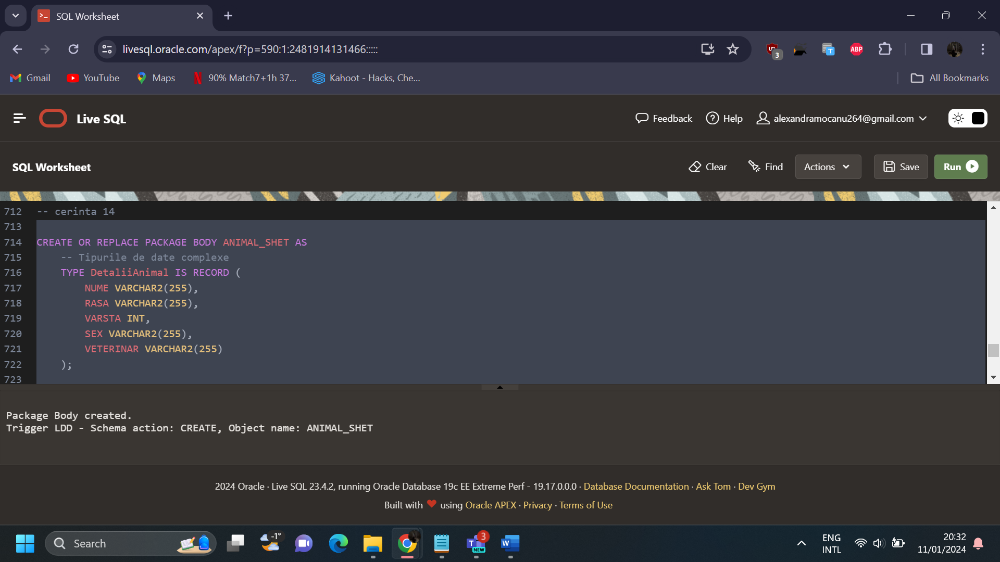 SQL Worksheet
livesql.oracle.com/apex/f?p=590:1:2481914131466:::::
3
T
ABP
Gmail
YouTube
Maps
90% Match7+1h 37...
Kahoot - Hacks, Che...
All Bookmarks
Live SQL
Feedback
Help
alexandramocanu264@gmail.com
SQL Worksheet
Clear
Find
Actions
Save
Run
712 -- cerinta 14
713
714 CREATE OR REPLACE PACKAGE BODY ANIMAL_SHET AS
715 -- Tipurile de date complexe
716 TYPE DetaliiAnimal IS RECORD (
717 NUME VARCHAR2(255),
718 RASA VARCHAR2(255),
719 VARSTA INT,
720 SEX VARCHAR2(255),
721 VETERINAR VARCHAR2(255)
722 );
723
Package Body created.
Trigger LDD - Schema action: CREATE, Object name: ANIMAL_SHET
2024 Oracle · Live SQL 23.4.2, running Oracle Database 19c EE Extreme Perf - 19.17.0.0.0 · Database Documentation · Ask Tom · Dev Gym
Built with ❤ using Oracle APEX · Privacy · Terms of Use
Search
-1°
3
T
NEW
W
ENG
INTL
20:32
11/01/2024